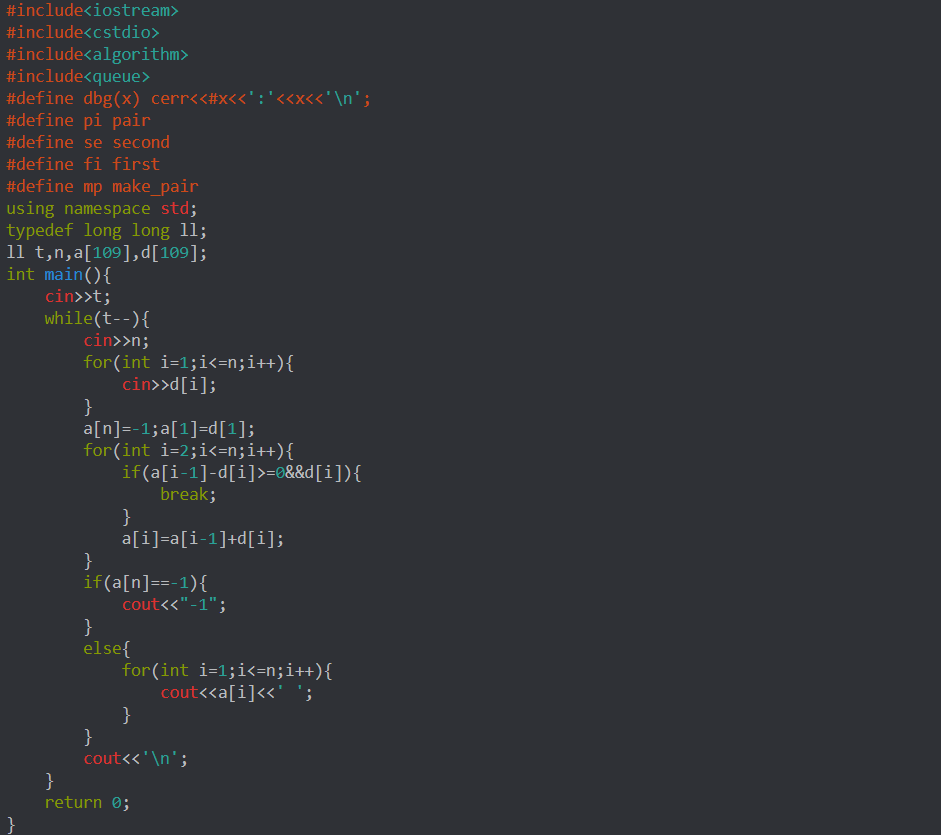 #include<iostream>
#include<cstdio>
#include<algorithm>
#include<queue>
#define dbg(x) cerr<<#x<<':'<<x<<'\n';
#define pi pair
#define se second
#define fi first
#define mp make_pair
using namespace std;
typedef long long ll;
ll t,n,a[109],d[109];
int main(){
    cin>>t;
    while(t--){
        cin>>n;
        for(int i=1;i<=n;i++){
            cin>>d[i];
        }
        a[n]=-1;a[1]=d[1];
        for(int i=2;i<=n;i++){
            if(a[i-1]-d[i]>=0&&d[i]){
                break;
            }
            a[i]=a[i-1]+d[i];
        }
        if(a[n]==-1){
            cout<<"-1";
        }
        else{
            for(int i=1;i<=n;i++){
                cout<<a[i]<<' ';
            }
        }
        cout<<'\n';
    }
    return 0;
}